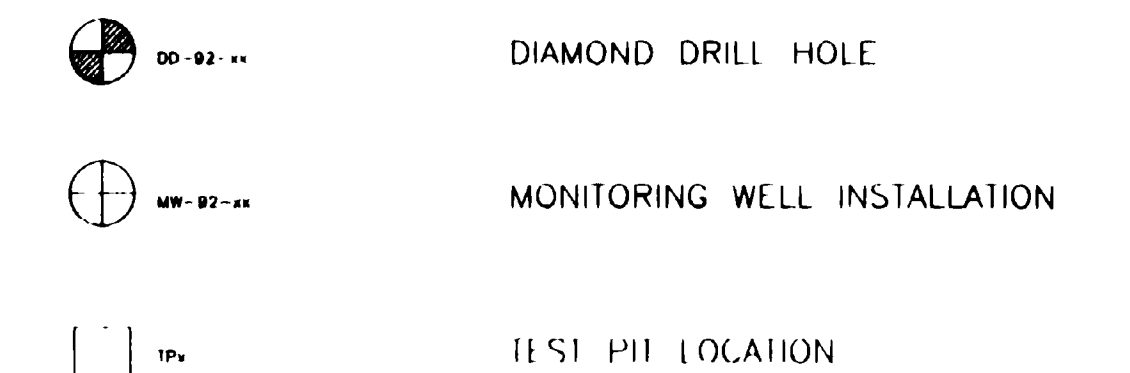 DD-92-xx DIAMOND DRILL HOLE
MW-92-xx MONITORING WELL INSTALLATION
TPx TEST PIT LOCATION